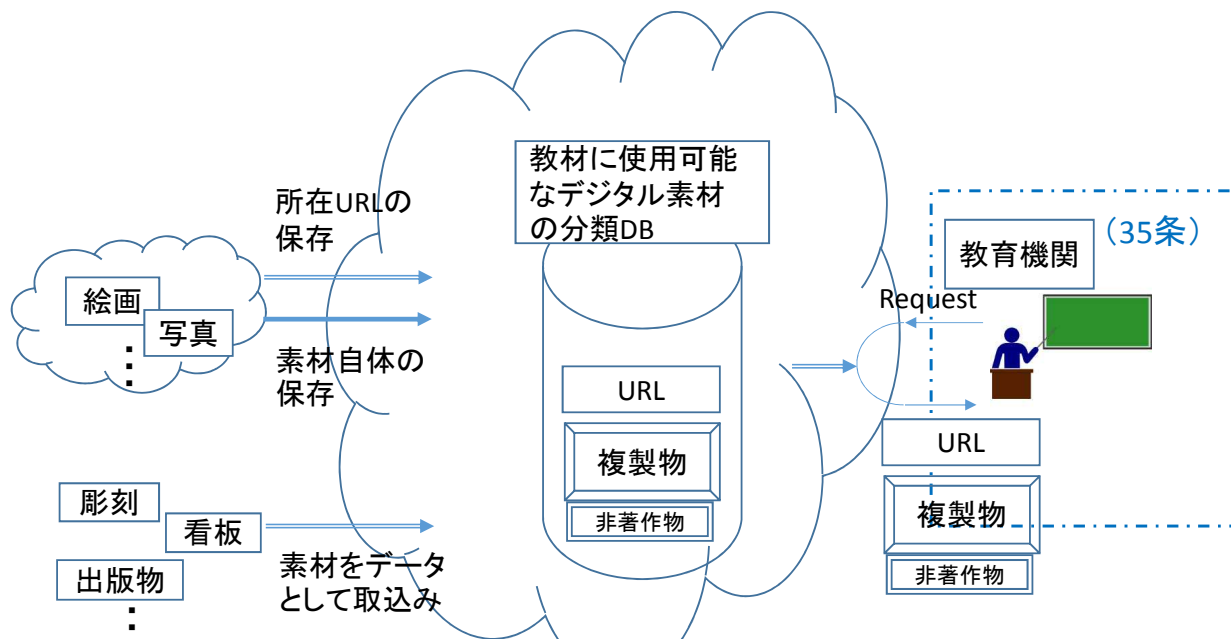 所在URLの
保存
絵画
写真
素材自体の
保存
彫刻
看板
出版物
素材をデータ
として取込み
教材に使用可能
なデジタル素材
の分類DB
URL
複製物
非著作物
(35条)
教育機関
Request
URL
複製物
非著作物